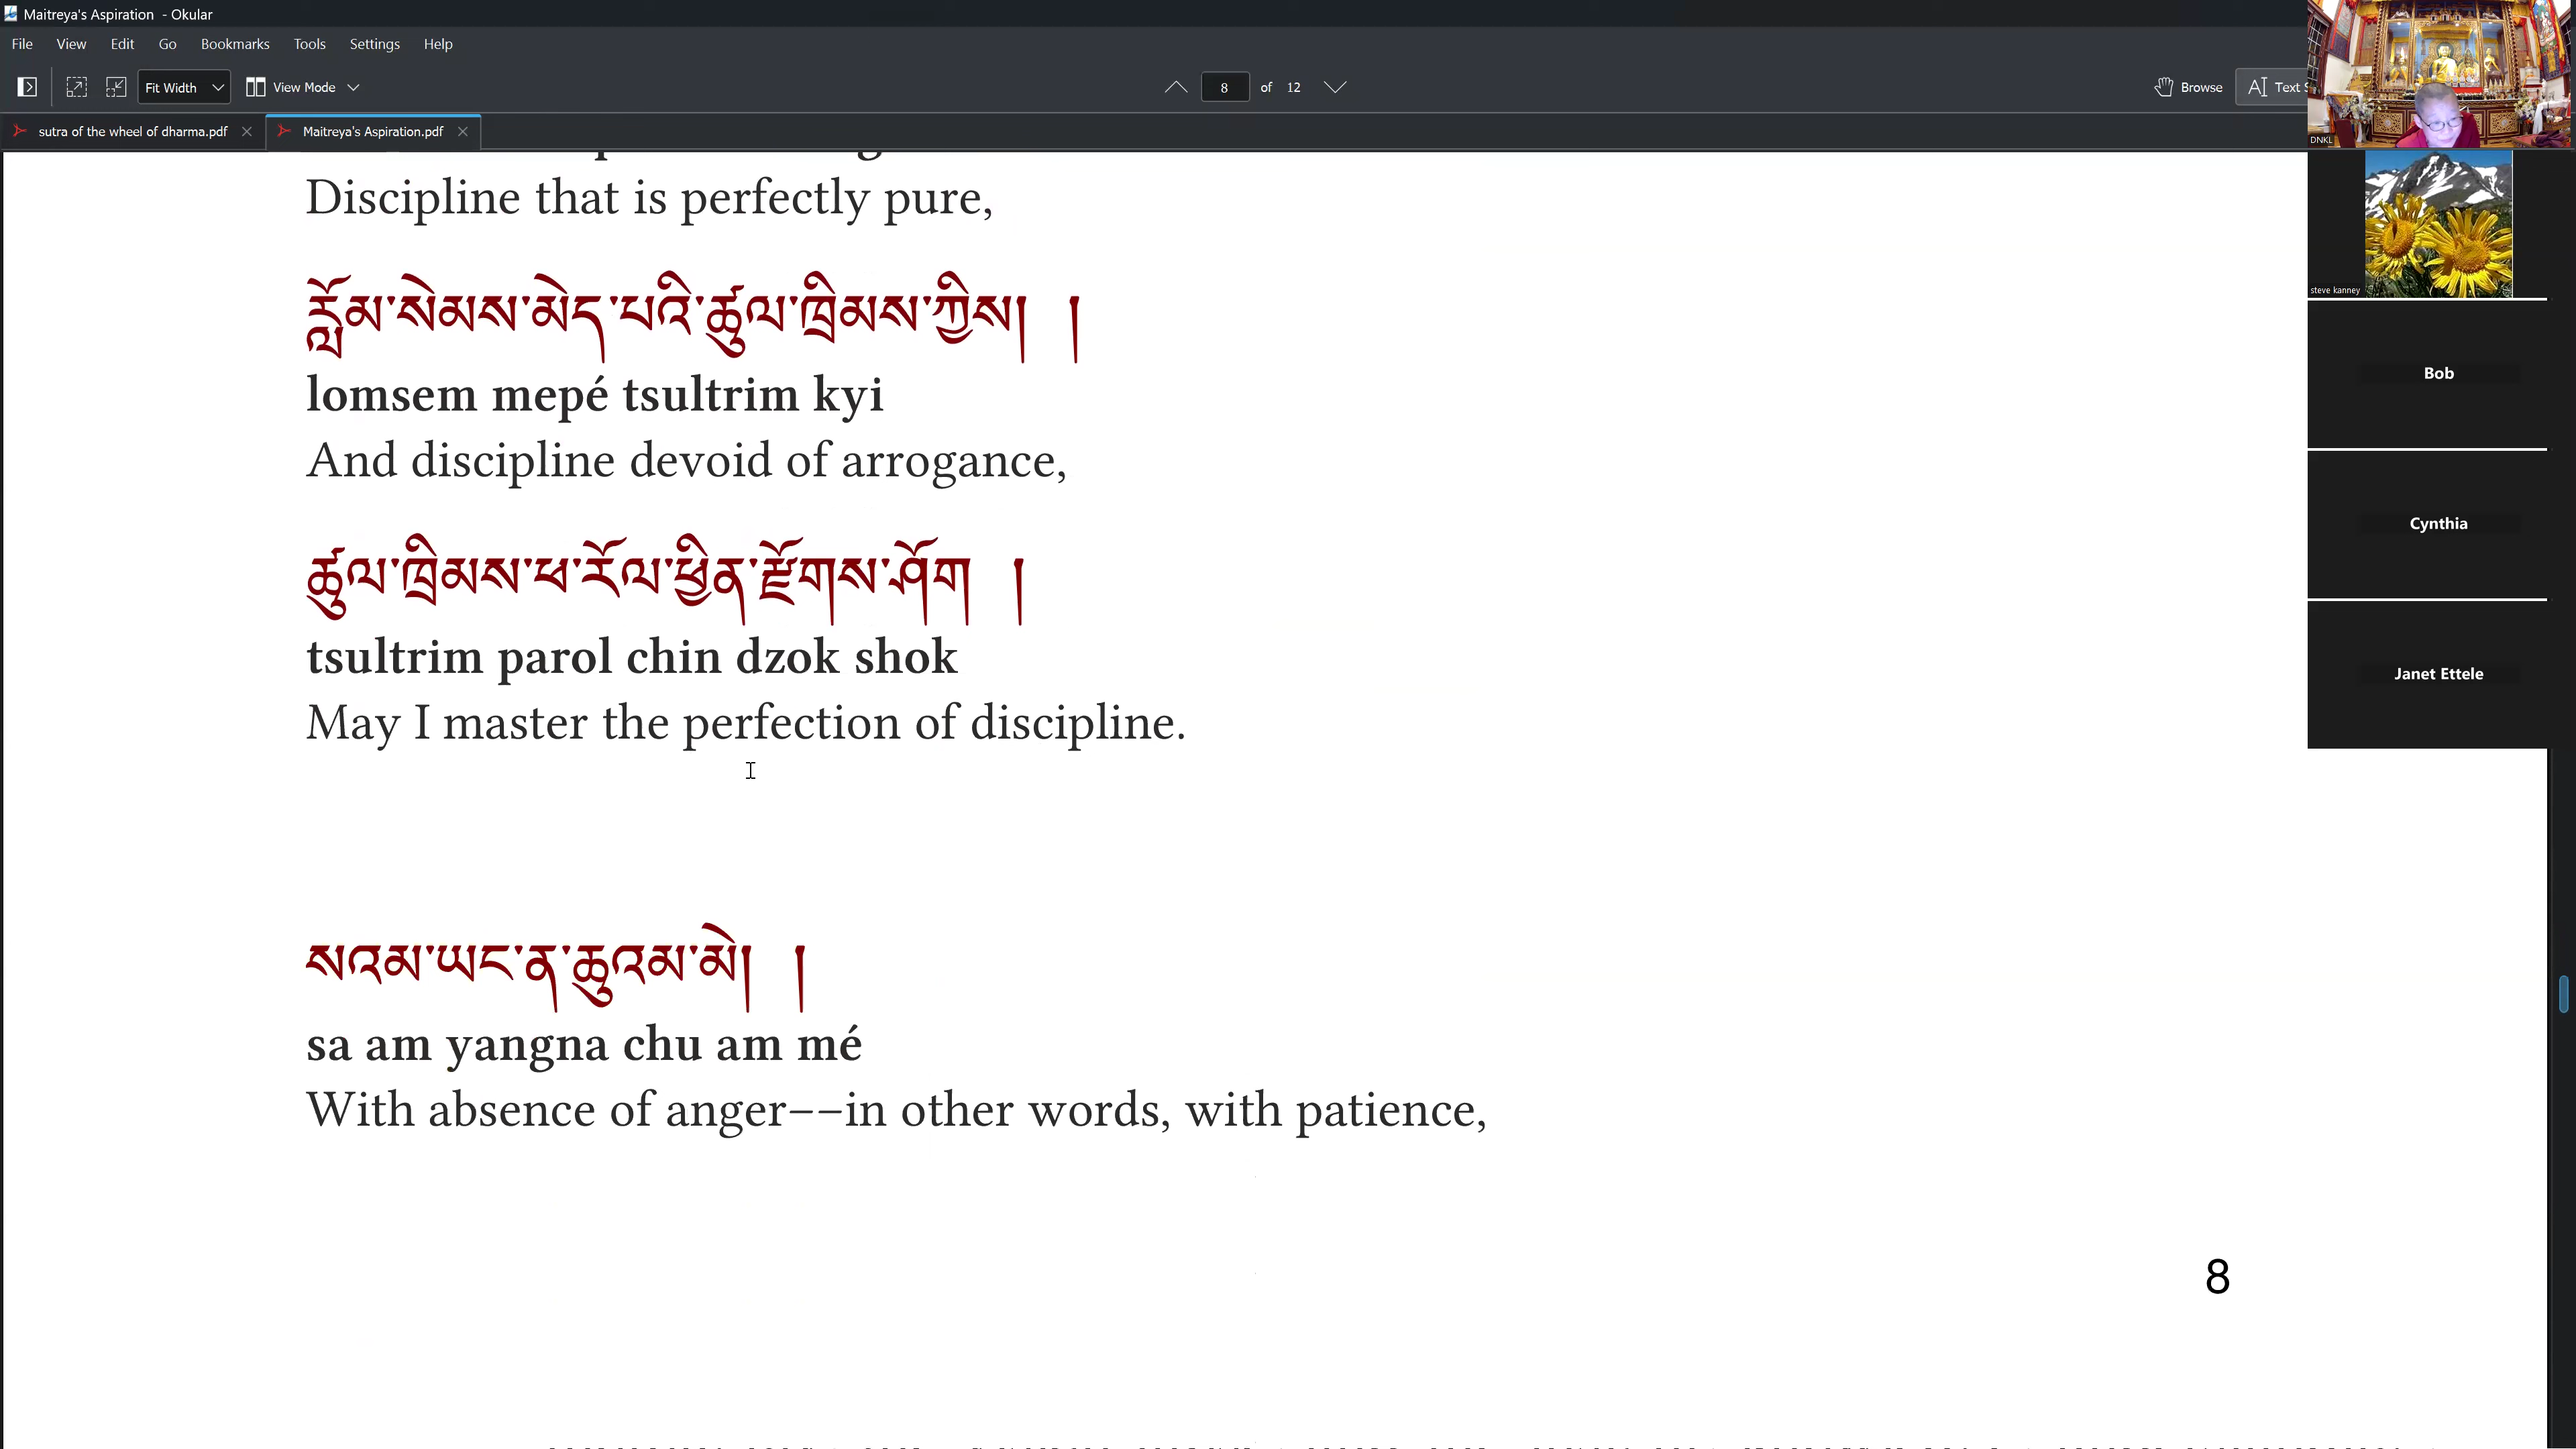 Maitreya's Aspiration - Okular
File View Edit Go Bookmarks Tools Settings Help
Fit Width View Mode 8 of 12 Browse Text
sutra of the wheel of dharma.pdf Maitreya's Aspiration.pdf
DNKL
steve kanney
Bob
Cynthia
Janet Ettele
Discipline that is perfectly pure,
རློམ་སེམས་མེད་པའི་ཚུལ་ཁྲིམས་ཀྱིས། །
lomsem mepé tsultrim kyi
And discipline devoid of arrogance,
ཚུལ་ཁྲིམས་ཕ་རོལ་ཕྱིན་རྫོགས་ཤོག །
tsultrim parol chin dzok shok
May I master the perfection of discipline.
སའམ་ཡང་ན་ཆུའམ་མེ། །
sa am yangna chu am mé
With absence of anger––in other words, with patience,
8